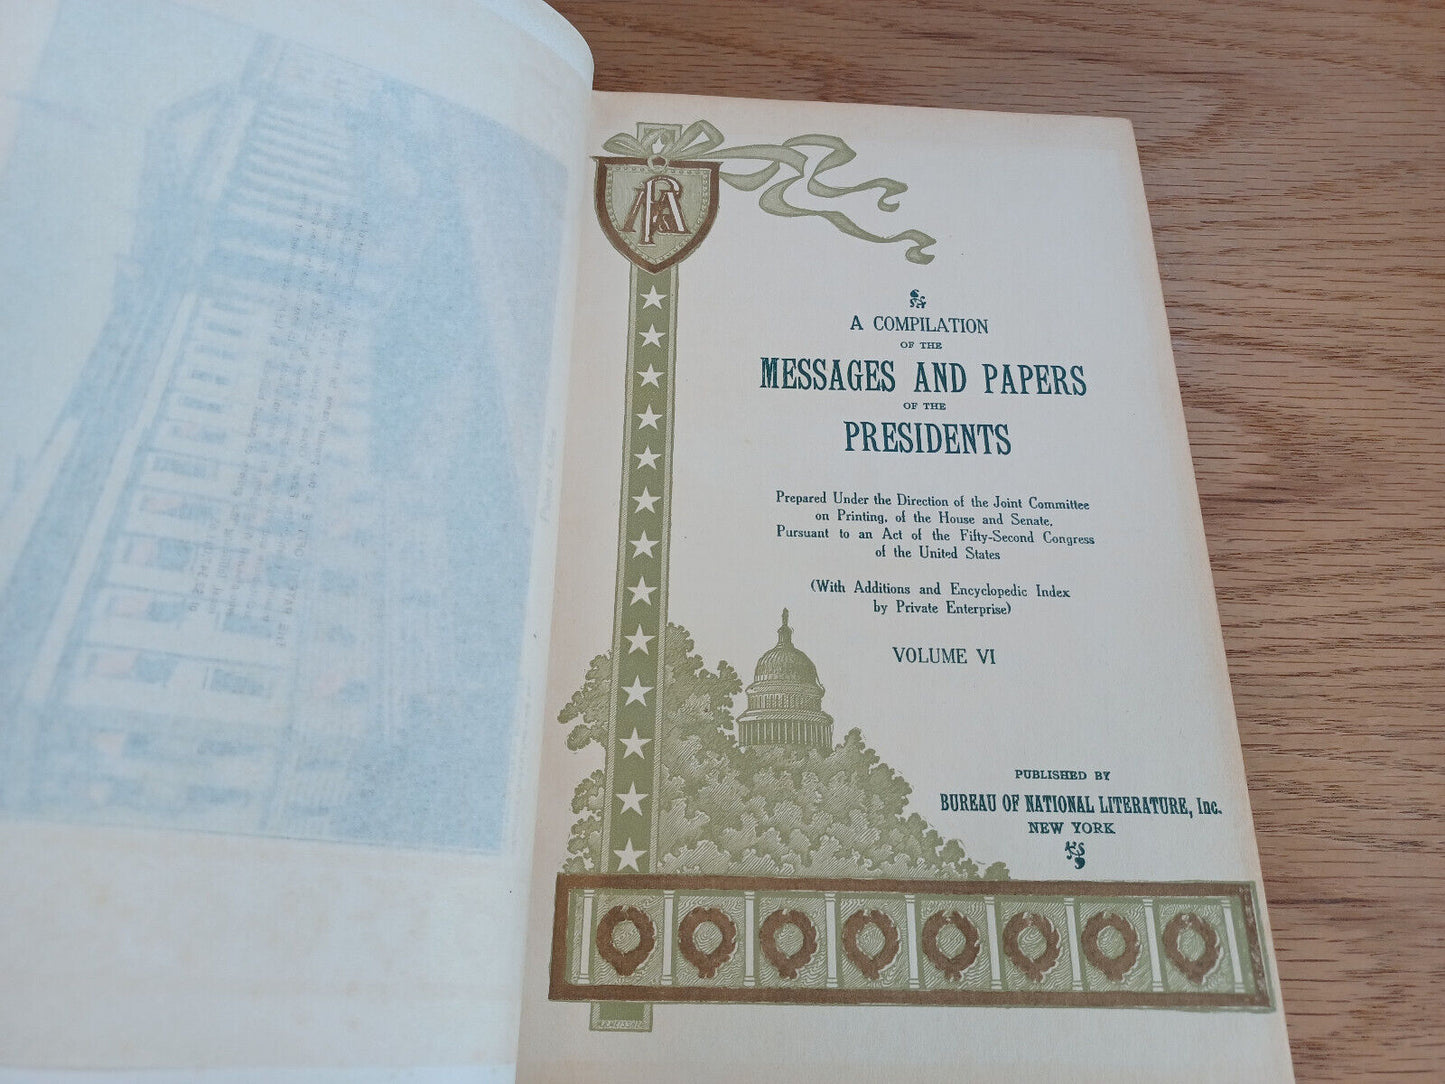 A COMPILATION
OF THE
MESSAGES AND PAPERS
OF THE
PRESIDENTS
Prepared Under the Direction of the Joint Committee
on Printing, of the House and Senate,
Pursuant to an Act of the Fifty-Second Congress
of the United States
(With Additions and Encyclopedic Index
by Private Enterprise)
VOLUME VI
PUBLISHED BY
BUREAU OF NATIONAL LITERATURE, Inc.
NEW YORK